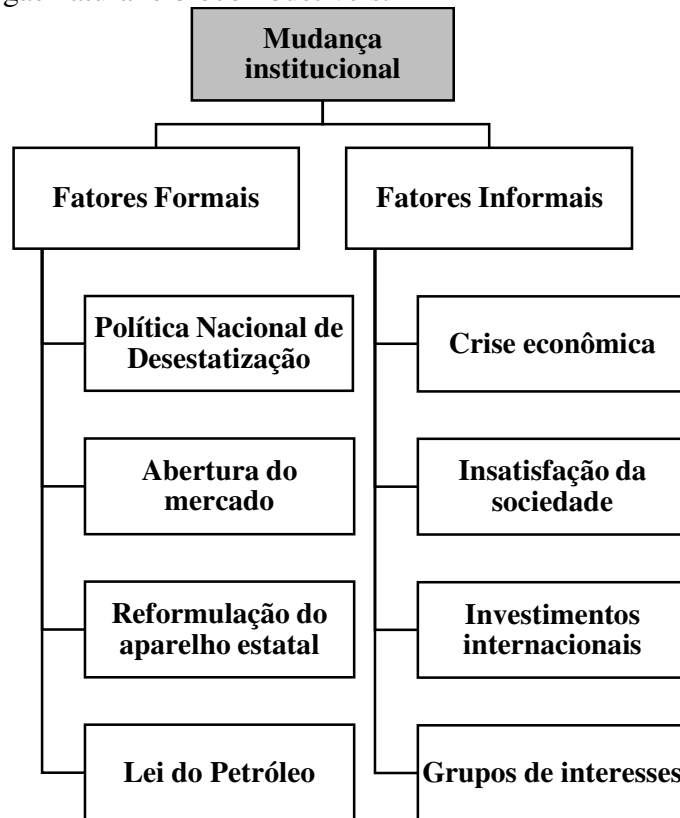 Mudança
institucional
Fatores Formais
Fatores Informais
Política Nacional de
Desestatização
Crise econômica
Abertura do
mercado
Insatisfação da
sociedade
Reformulação do
aparelho estatal
Investimentos
internacionais
Lei do Petróleo
Grupos de interesses